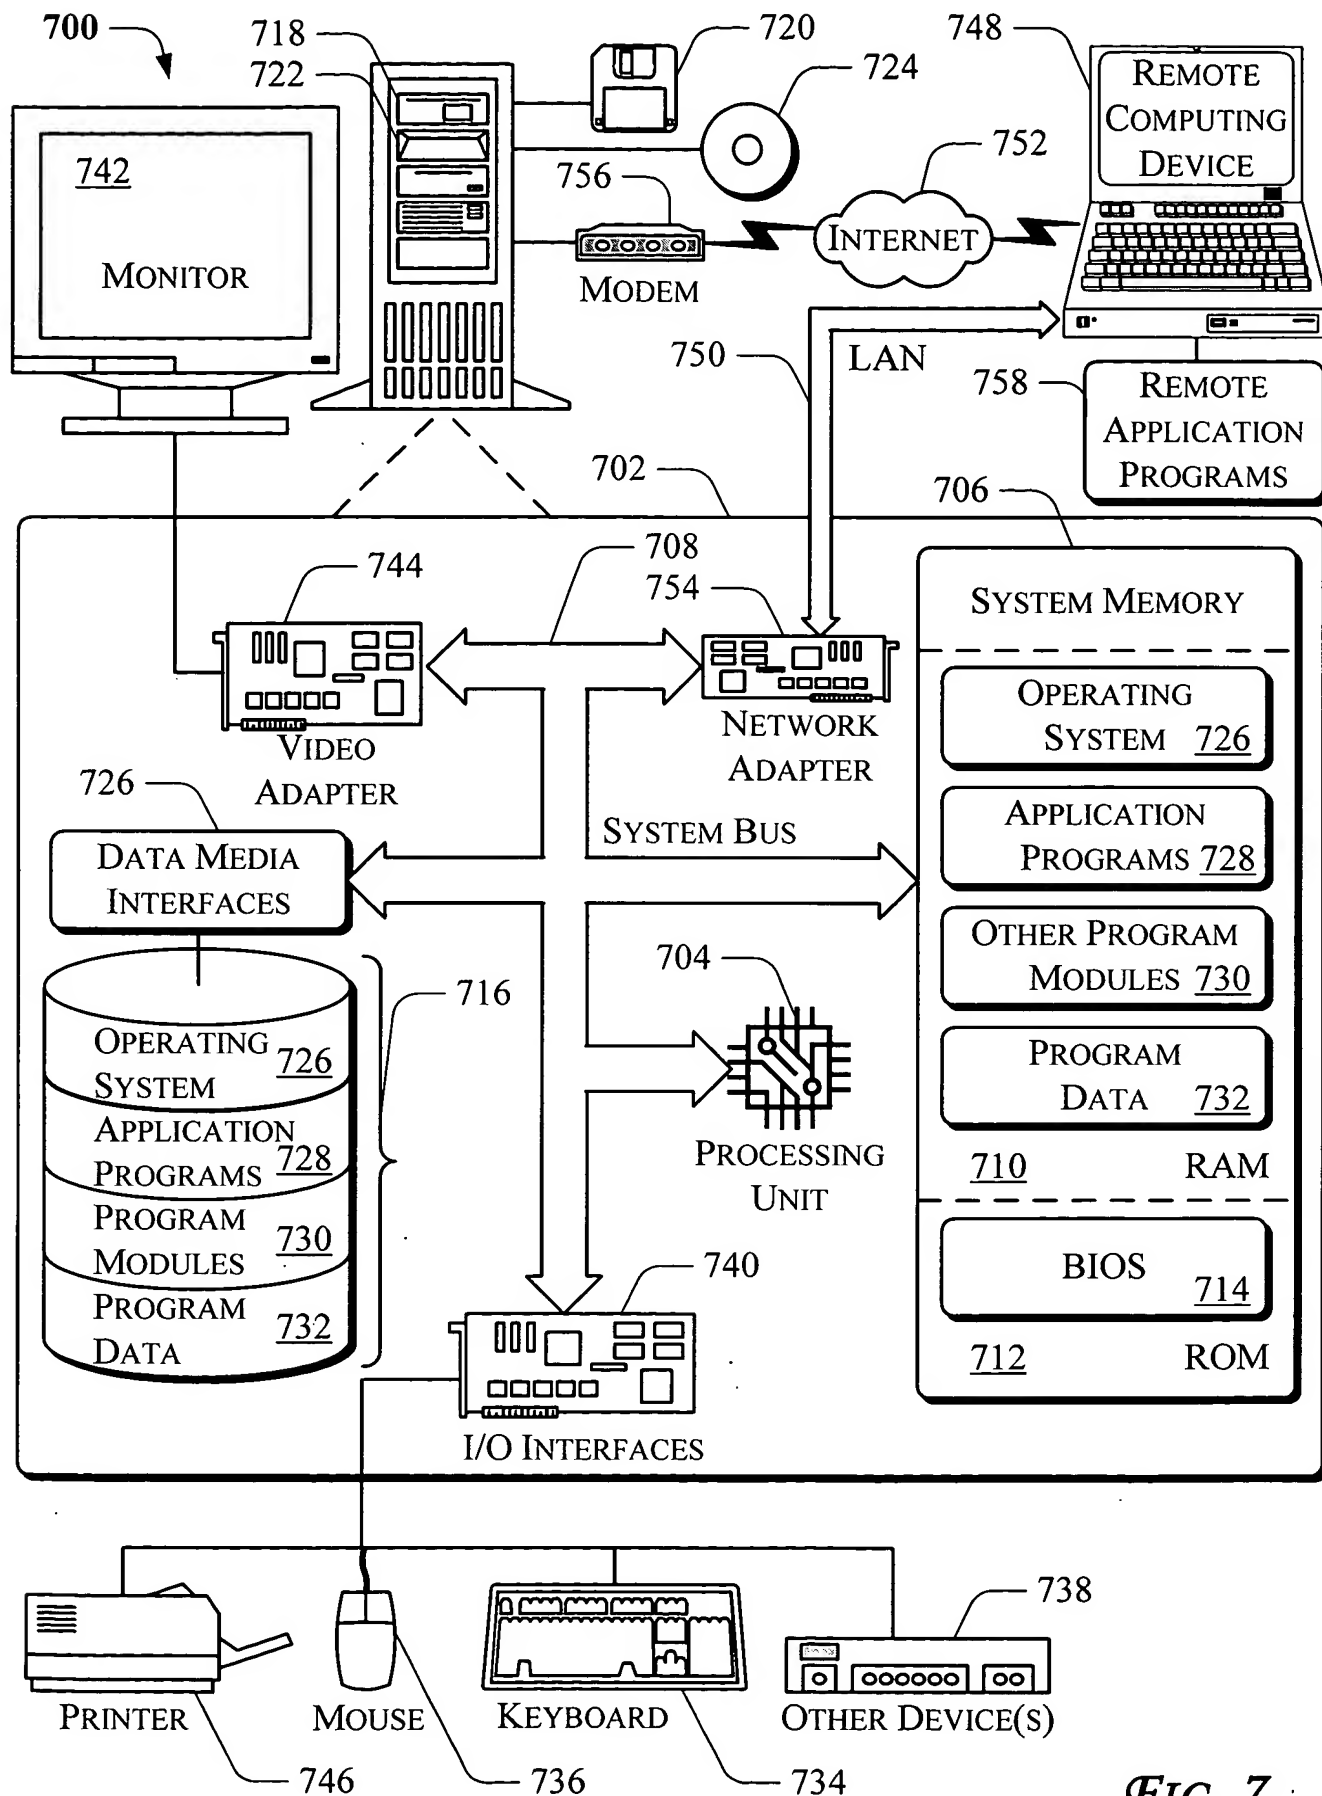 700
718
722
720
724
748
REMOTE
COMPUTING
DEVICE
742
MONITOR
756
MODEM
752
INTERNET
750
LAN
758
REMOTE
APPLICATION
PROGRAMS
702
706
744
708
754
VIDEO
ADAPTER
NETWORK
ADAPTER
SYSTEM MEMORY
OPERATING
SYSTEM 726
APPLICATION
PROGRAMS 728
OTHER PROGRAM
MODULES 730
PROGRAM
DATA 732
710 RAM
BIOS
714
712 ROM
726
DATA MEDIA
INTERFACES
SYSTEM BUS
716
OPERATING
SYSTEM 726
APPLICATION
PROGRAMS 728
PROGRAM
MODULES 730
PROGRAM
DATA 732
704
PROCESSING
UNIT
740
I/O INTERFACES
PRINTER
746
MOUSE
736
KEYBOARD
734
738
OTHER DEVICE(S)
FIG. 7